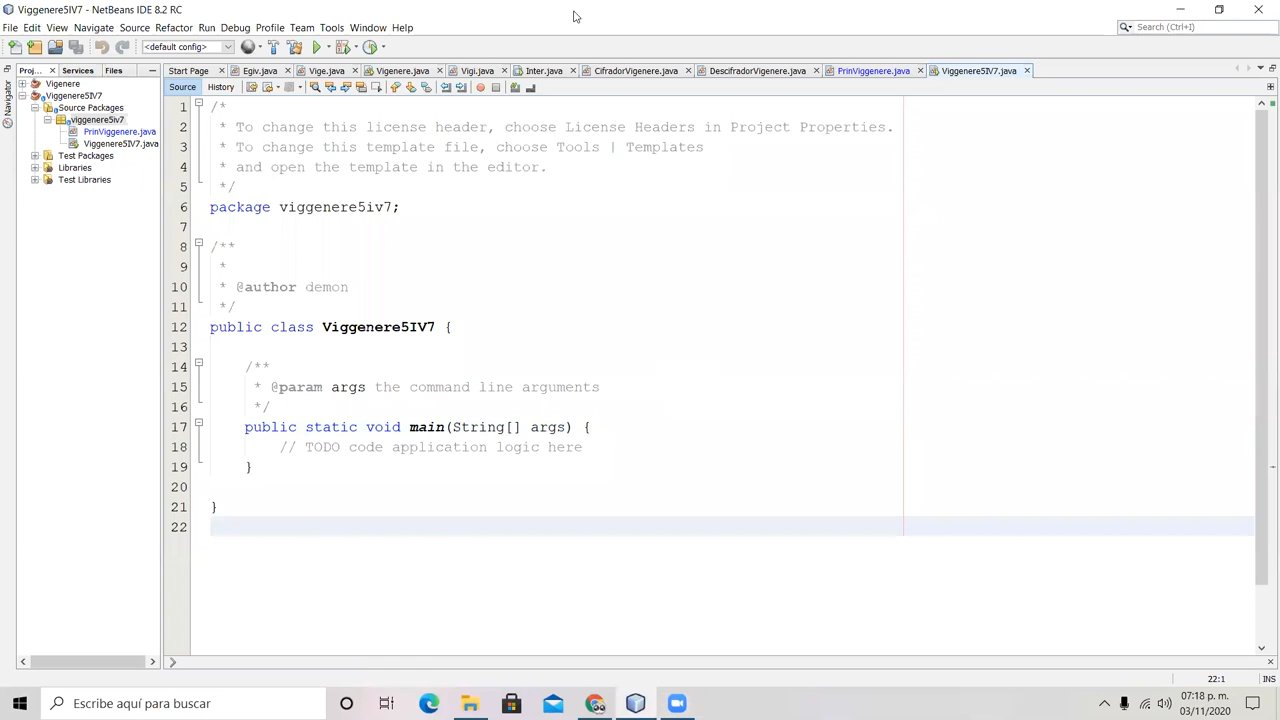 Viggenere5IV7 - NetBeans IDE 8.2 RC
File Edit View Navigate Source Refactor Run Debug Profile Team Tools Window Help
Search (Ctrl+I)
<default config>
Proj... Services Files
Start Page Egiv.java Vige.java Vigenere.java Vigi.java Inter.java CifradorVigenere.java DescifradorVigenere.java PrinViggenere.java Viggenere5IV7.java
Navigator
Vigenere
Viggenere5IV7
Source Packages
viggenere5iv7
PrinViggenere.java
Viggenere5IV7.java
Test Packages
Libraries
Test Libraries
Source History
1 /*
2 * To change this license header, choose License Headers in Project Properties.
3 * To change this template file, choose Tools | Templates
4 * and open the template in the editor.
5 */
6 package viggenere5iv7;
7
8 /**
9 *
10 * @author demon
11 */
12 public class Viggenere5IV7 {
13
14 /**
15 * @param args the command line arguments
16 */
17 public static void main(String[] args) {
18 // TODO code application logic here
19 }
20
21 }
22
22:1 INS
Escribe aquí para buscar
07:18 p. m.
03/11/2020